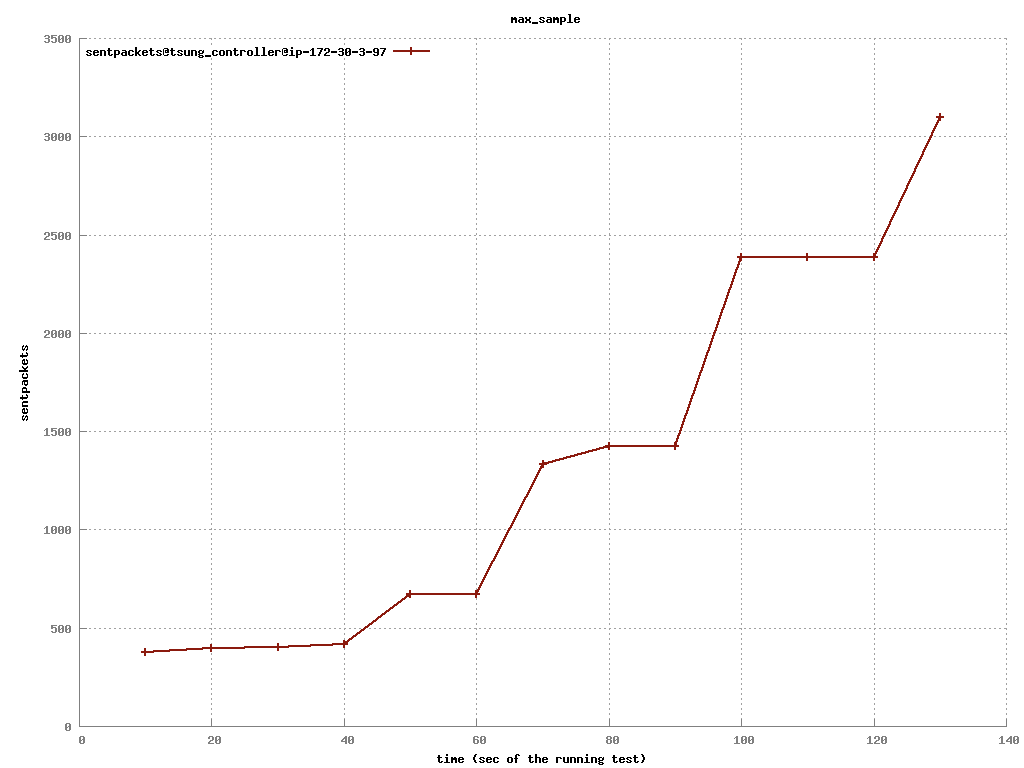 max_sample
sentpackets@tsung_controller@ip-172-30-3-97
3500
3000
2500
2000
1500
1000
500
0
sentpackets
0 20 40 60 80 100 120 140
time (sec of the running test)